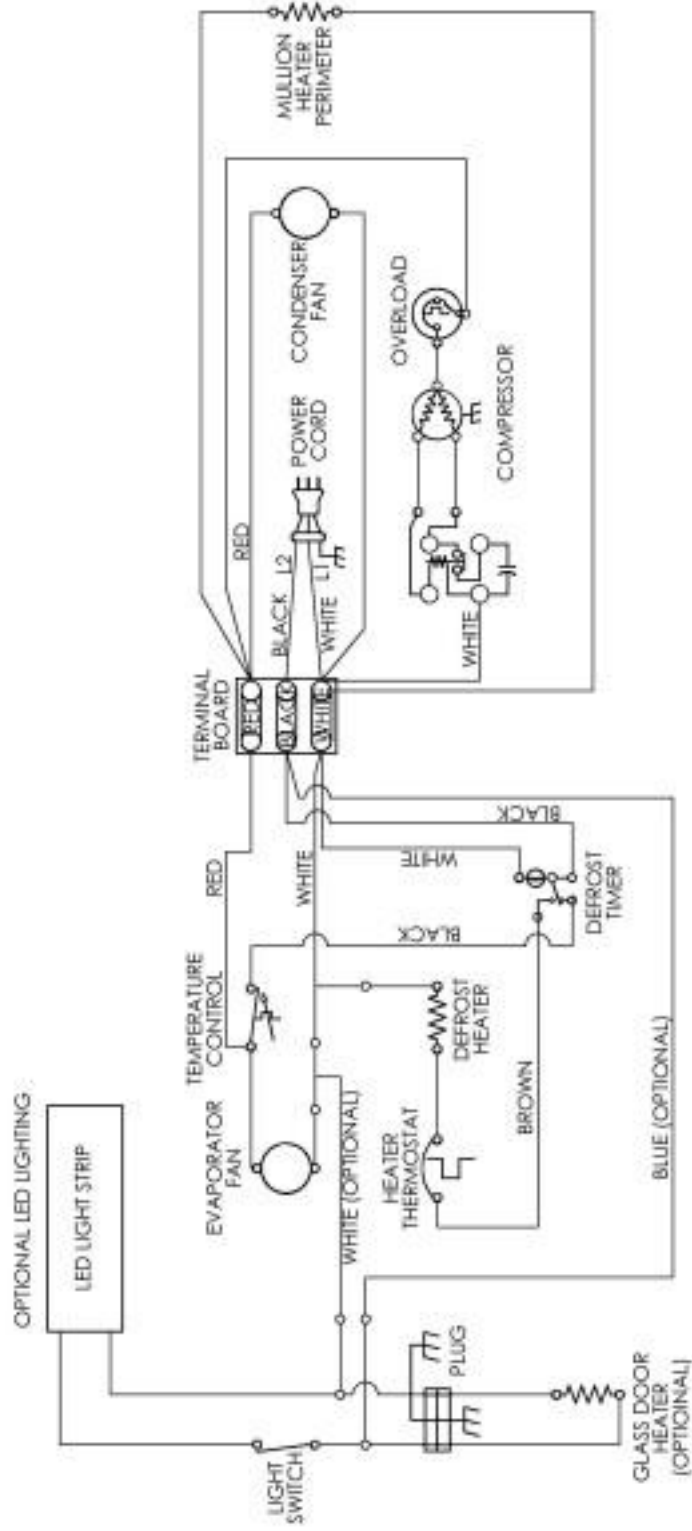 OPTIONAL LED LIGHTING
LED LIGHT STRIP
LIGHT
SWITCH
PLUG
GLASS DOOR
HEATER
(OPTIOINAL)
EVAPORATOR
FAN
WHITE (OPTIONAL)
HEATER
THERMOSTAT
BROWN
BLUE (OPTIONAL)
TEMPERATURE
CONTROL
DEFROST
HEATER
RED
WHITE
BLACK
WHITE
BLACK
DEFROST
TIMER
TERMINAL
BOARD
RED
BLACK
WHITE
RED
BLACK
L2
WHITE
L1
POWER
CORD
WHITE
CONDENSER
FAN
COMPRESSOR
OVERLOAD
MULLION
HEATER
PERIMETER